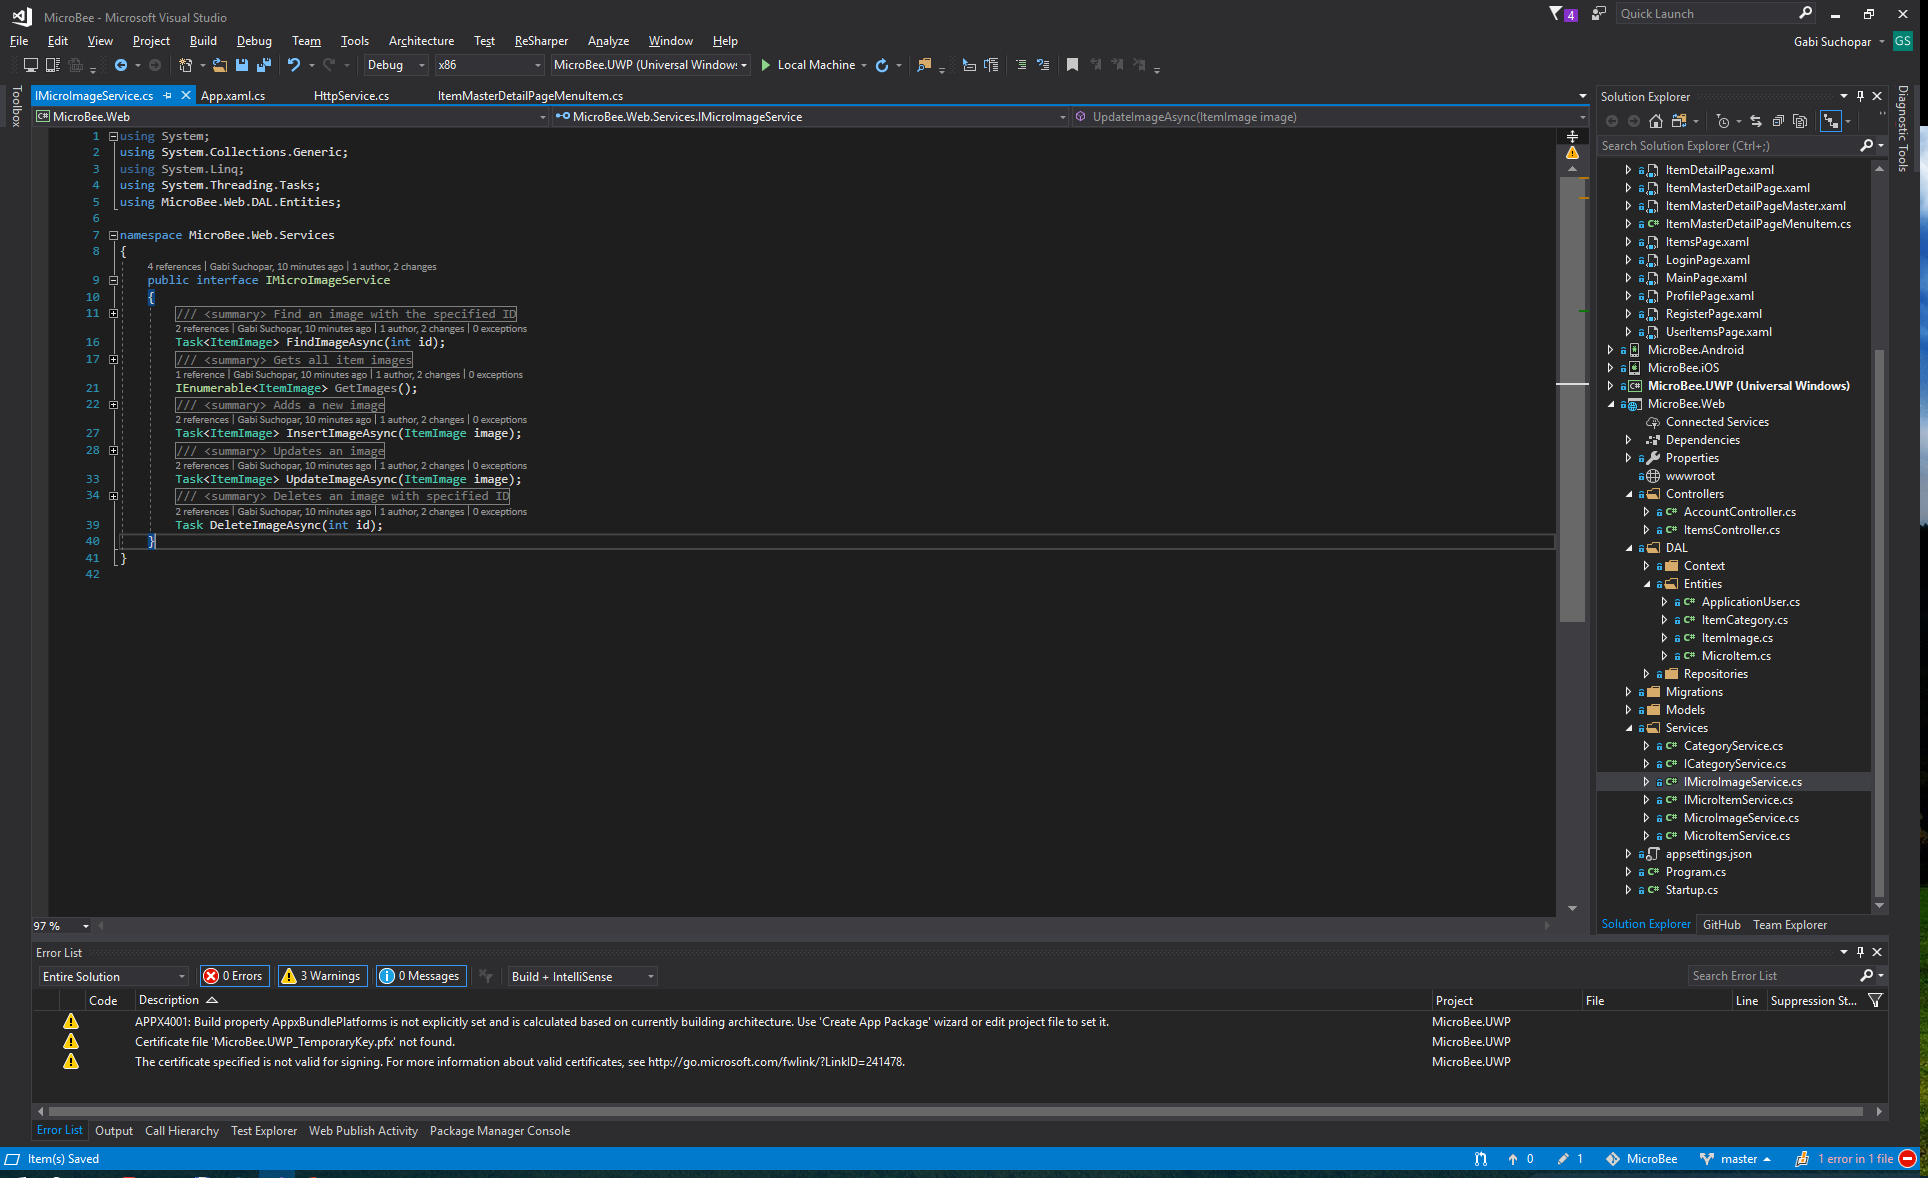 MicroBee - Microsoft Visual Studio
4
Quick Launch
File Edit View Project Build Debug Team Tools Architecture Test ReSharper Analyze Window Help
Gabi Suchopar GS
Debug x86 MicroBee.UWP (Universal Window: Local Machine
Toolbox
IMicroImageService.cs App.xaml.cs HttpService.cs ItemMasterDetailPageMenuItem.cs
MicroBee.Web MicroBee.Web.Services.IMicroImageService UpdateImageAsync(ItemImage image)
1 using System;
2 using System.Collections.Generic;
3 using System.Linq;
4 using System.Threading.Tasks;
5 using MicroBee.Web.DAL.Entities;
6
7 namespace MicroBee.Web.Services
8 {
4 references | Gabi Suchopar, 10 minutes ago | 1 author, 2 changes
9 public interface IMicroImageService
10 {
11 /// <summary> Find an image with the specified ID
2 references | Gabi Suchopar, 10 minutes ago | 1 author, 2 changes | 0 exceptions
16 Task<ItemImage> FindImageAsync(int id);
17 /// <summary> Gets all item images
1 reference | Gabi Suchopar, 10 minutes ago | 1 author, 2 changes | 0 exceptions
21 IEnumerable<ItemImage> GetImages();
22 /// <summary> Adds a new image
2 references | Gabi Suchopar, 10 minutes ago | 1 author, 2 changes | 0 exceptions
27 Task<ItemImage> InsertImageAsync(ItemImage image);
28 /// <summary> Updates an image
2 references | Gabi Suchopar, 10 minutes ago | 1 author, 2 changes | 0 exceptions
33 Task<ItemImage> UpdateImageAsync(ItemImage image);
34 /// <summary> Deletes an image with specified ID
2 references | Gabi Suchopar, 10 minutes ago | 1 author, 2 changes | 0 exceptions
39 Task DeleteImageAsync(int id);
40 }
41 }
42
97 %
Solution Explorer
Search Solution Explorer (Ctrl+;)
ItemDetailPage.xaml
ItemMasterDetailPage.xaml
ItemMasterDetailPageMaster.xaml
C# ItemMasterDetailPageMenuItem.cs
ItemsPage.xaml
LoginPage.xaml
MainPage.xaml
ProfilePage.xaml
RegisterPage.xaml
UserItemsPage.xaml
MicroBee.Android
MicroBee.iOS
C# MicroBee.UWP (Universal Windows)
MicroBee.Web
Connected Services
Dependencies
Properties
wwwroot
Controllers
C# AccountController.cs
C# ItemsController.cs
DAL
Context
Entities
C# ApplicationUser.cs
C# ItemCategory.cs
C# ItemImage.cs
C# MicroItem.cs
Repositories
Migrations
Models
Services
C# CategoryService.cs
C# ICategoryService.cs
C# IMicroImageService.cs
C# IMicroItemService.cs
C# MicroImageService.cs
C# MicroItemService.cs
appsettings.json
C# Program.cs
C# Startup.cs
Solution Explorer GitHub Team Explorer
Diagnostic Tools
Error List
Entire Solution 0 Errors 3 Warnings 0 Messages Build + IntelliSense Search Error List
Code Description Project File Line Suppression St...
APPX4001: Build property AppxBundlePlatforms is not explicitly set and is calculated based on currently building architecture. Use 'Create App Package' wizard or edit project file to set it. MicroBee.UWP
Certificate file 'MicroBee.UWP_TemporaryKey.pfx' not found. MicroBee.UWP
The certificate specified is not valid for signing. For more information about valid certificates, see http://go.microsoft.com/fwlink/?LinkID=241478. MicroBee.UWP
Error List Output Call Hierarchy Test Explorer Web Publish Activity Package Manager Console
Item(s) Saved 0 1 MicroBee master 1 error in 1 file